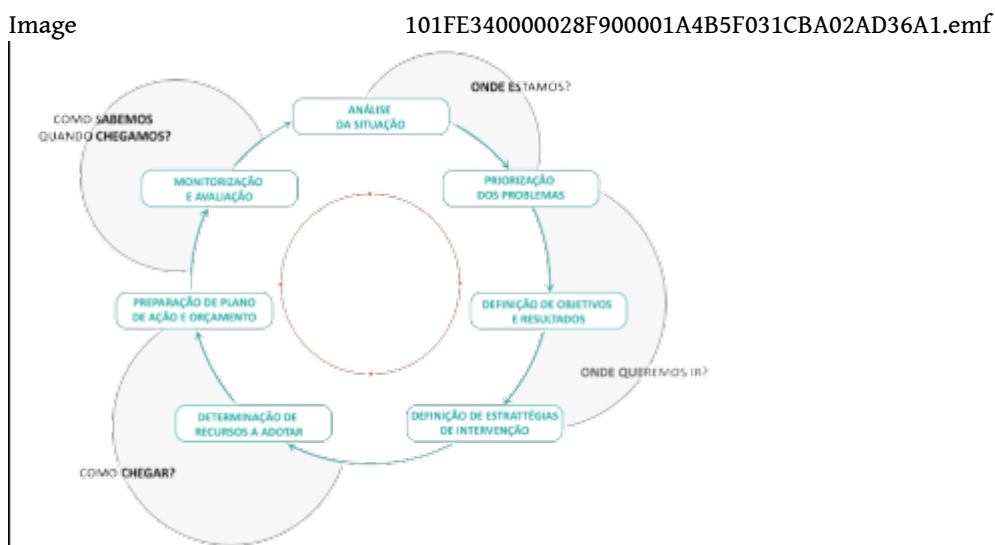 Image 101FE340000028F900001A4B5F031CBA02AD36A1.emf
ONDE ESTAMOS?
ANÁLISE
DA SITUAÇÃO
COMO SABEMOS
QUANDO CHEGAMOS?
MONITORIZAÇÃO
E AVALIAÇÃO
PRIORIZAÇÃO
DOS PROBLEMAS
PREPARAÇÃO DE PLANO
DE AÇÃO E ORÇAMENTO
DEFINIÇÃO DE OBJETIVOS
E RESULTADOS
ONDE QUEREMOS IR?
DETERMINAÇÃO DE
RECURSOS A ADOTAR
DEFINIÇÃO DE ESTRATTÉGIAS
DE INTERVENÇÃO
COMO CHEGAR?